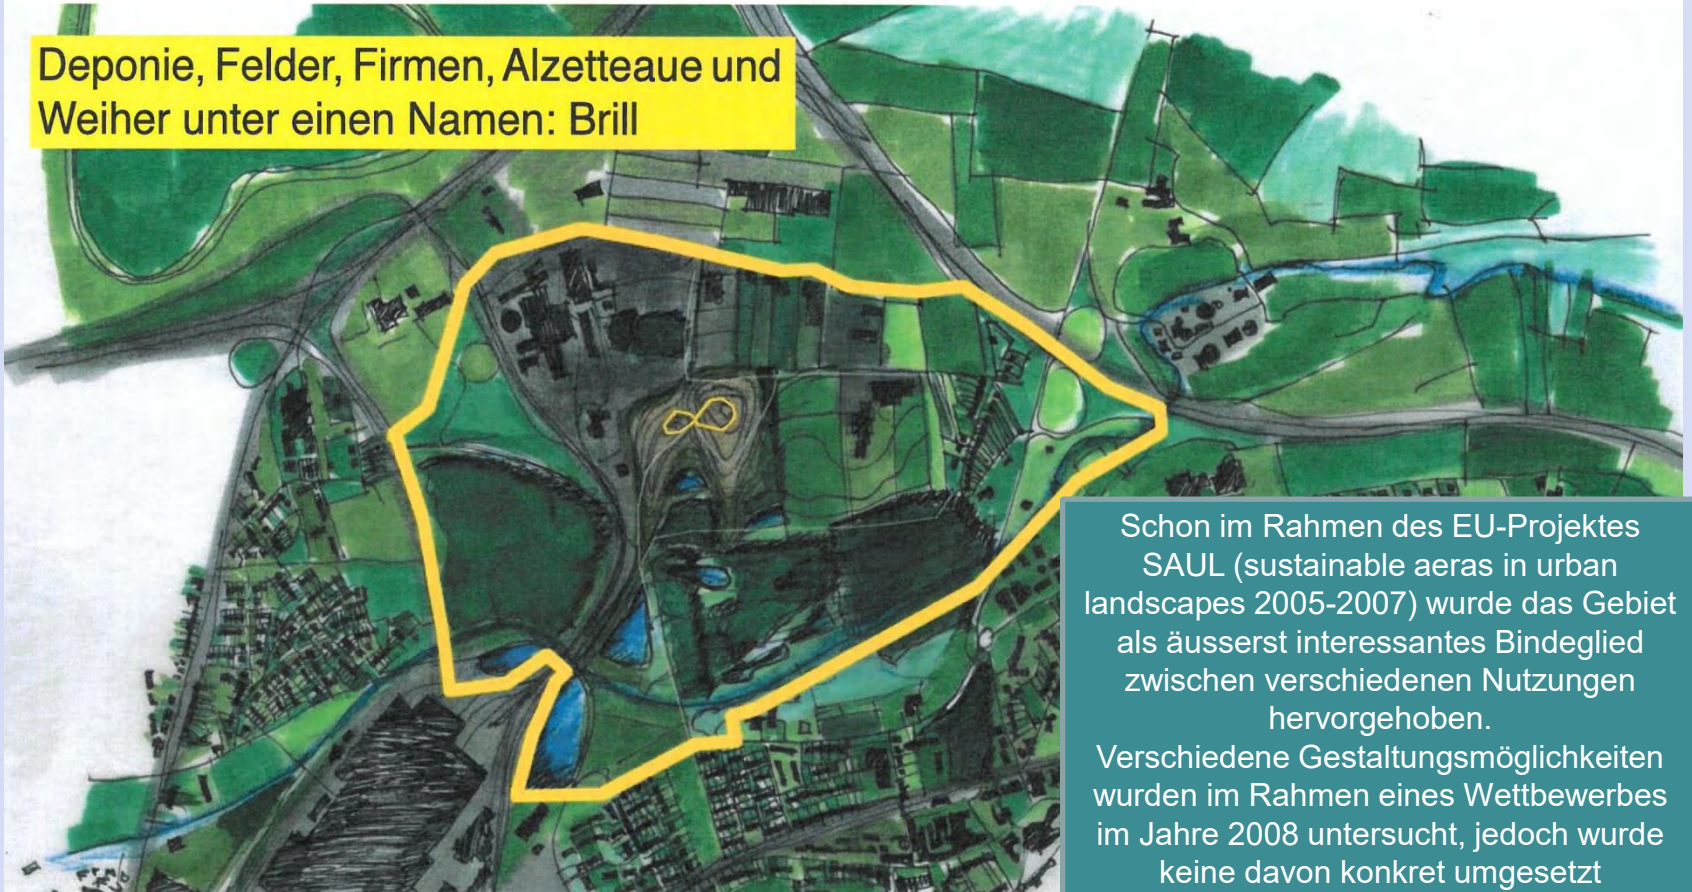 Deponie, Felder, Firmen, Alzetteaue und
Weiher unter einen Namen: Brill
Schon im Rahmen des EU-Projektes
SAUL (sustainable aeras in urban
landscapes 2005-2007) wurde das Gebiet
als äusserst interessantes Bindeglied
zwischen verschiedenen Nutzungen
hervorgehoben.
Verschiedene Gestaltungsmöglichkeiten
wurden im Rahmen eines Wettbewerbes
im Jahre 2008 untersucht, jedoch wurde
keine davon konkret umgesetzt